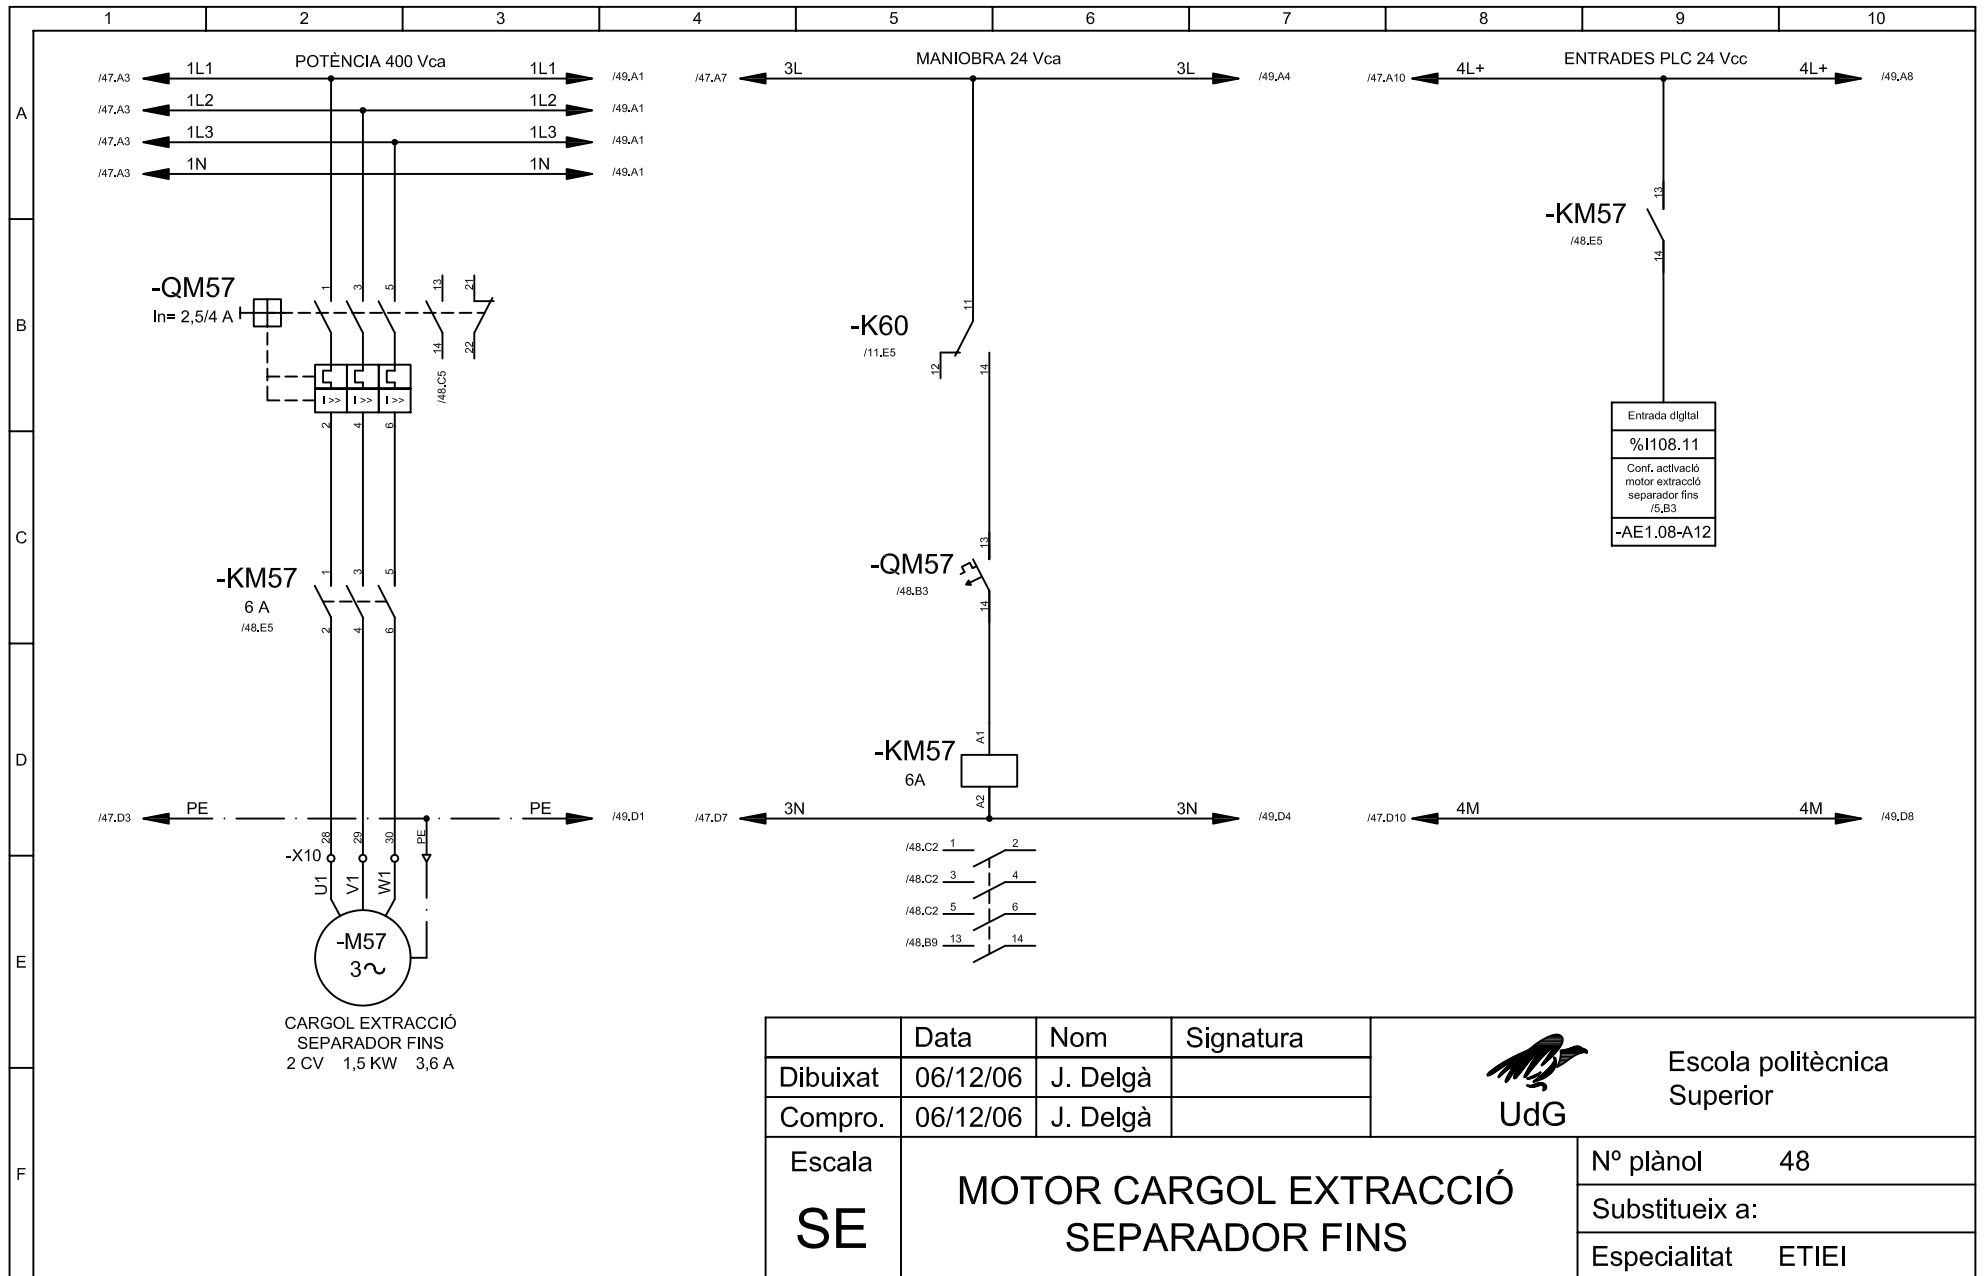 1 2 3 4 5 6 7 8 9 10
A
B
C
D
E
F
POTÈNCIA 400 Vca
/47.A3 1L1 1L1 /49.A1
/47.A3 1L2 1L2 /49.A1
/47.A3 1L3 1L3 /49.A1
/47.A3 1N 1N /49.A1
-QM57
In= 2,5/4 A
1 3 5 13 21
14 22
/48.C5
I >> I >> I >>
2 4 6
-KM57
6 A
/48.E5
1 3 5
2 4 6
/47.D3 PE PE /49.D1
28 29 30 PE
-X10
U1 V1 W1
-M57
3~
CARGOL EXTRACCIÓ
SEPARADOR FINS
2 CV 1,5 KW 3,6 A
MANIOBRA 24 Vca
/47.A7 3L 3L /49.A4
11
-K60
/11.E5
12 14
13
-QM57
/48.B3
14
A1
-KM57
6A
A2
/47.D7 3N 3N /49.D4
/48.C2 1 2
/48.C2 3 4
/48.C2 5 6
/48.B9 13 14
ENTRADES PLC 24 Vcc
/47.A10 4L+ 4L+ /49.A8
13
-KM57
/48.E5
14
Entrada digital
%I108.11
Conf. activació
motor extracció
separador fins
/5.B3
-AE1.08-A12
/47.D10 4M 4M /49.D8
Data Nom Signatura
Dibuixat 06/12/06 J. Delgà
Compro. 06/12/06 J. Delgà
UdG
Escola politècnica
Superior
Escala
SE
MOTOR CARGOL EXTRACCIÓ
SEPARADOR FINS
Nº plànol 48
Substitueix a:
Especialitat ETIEI